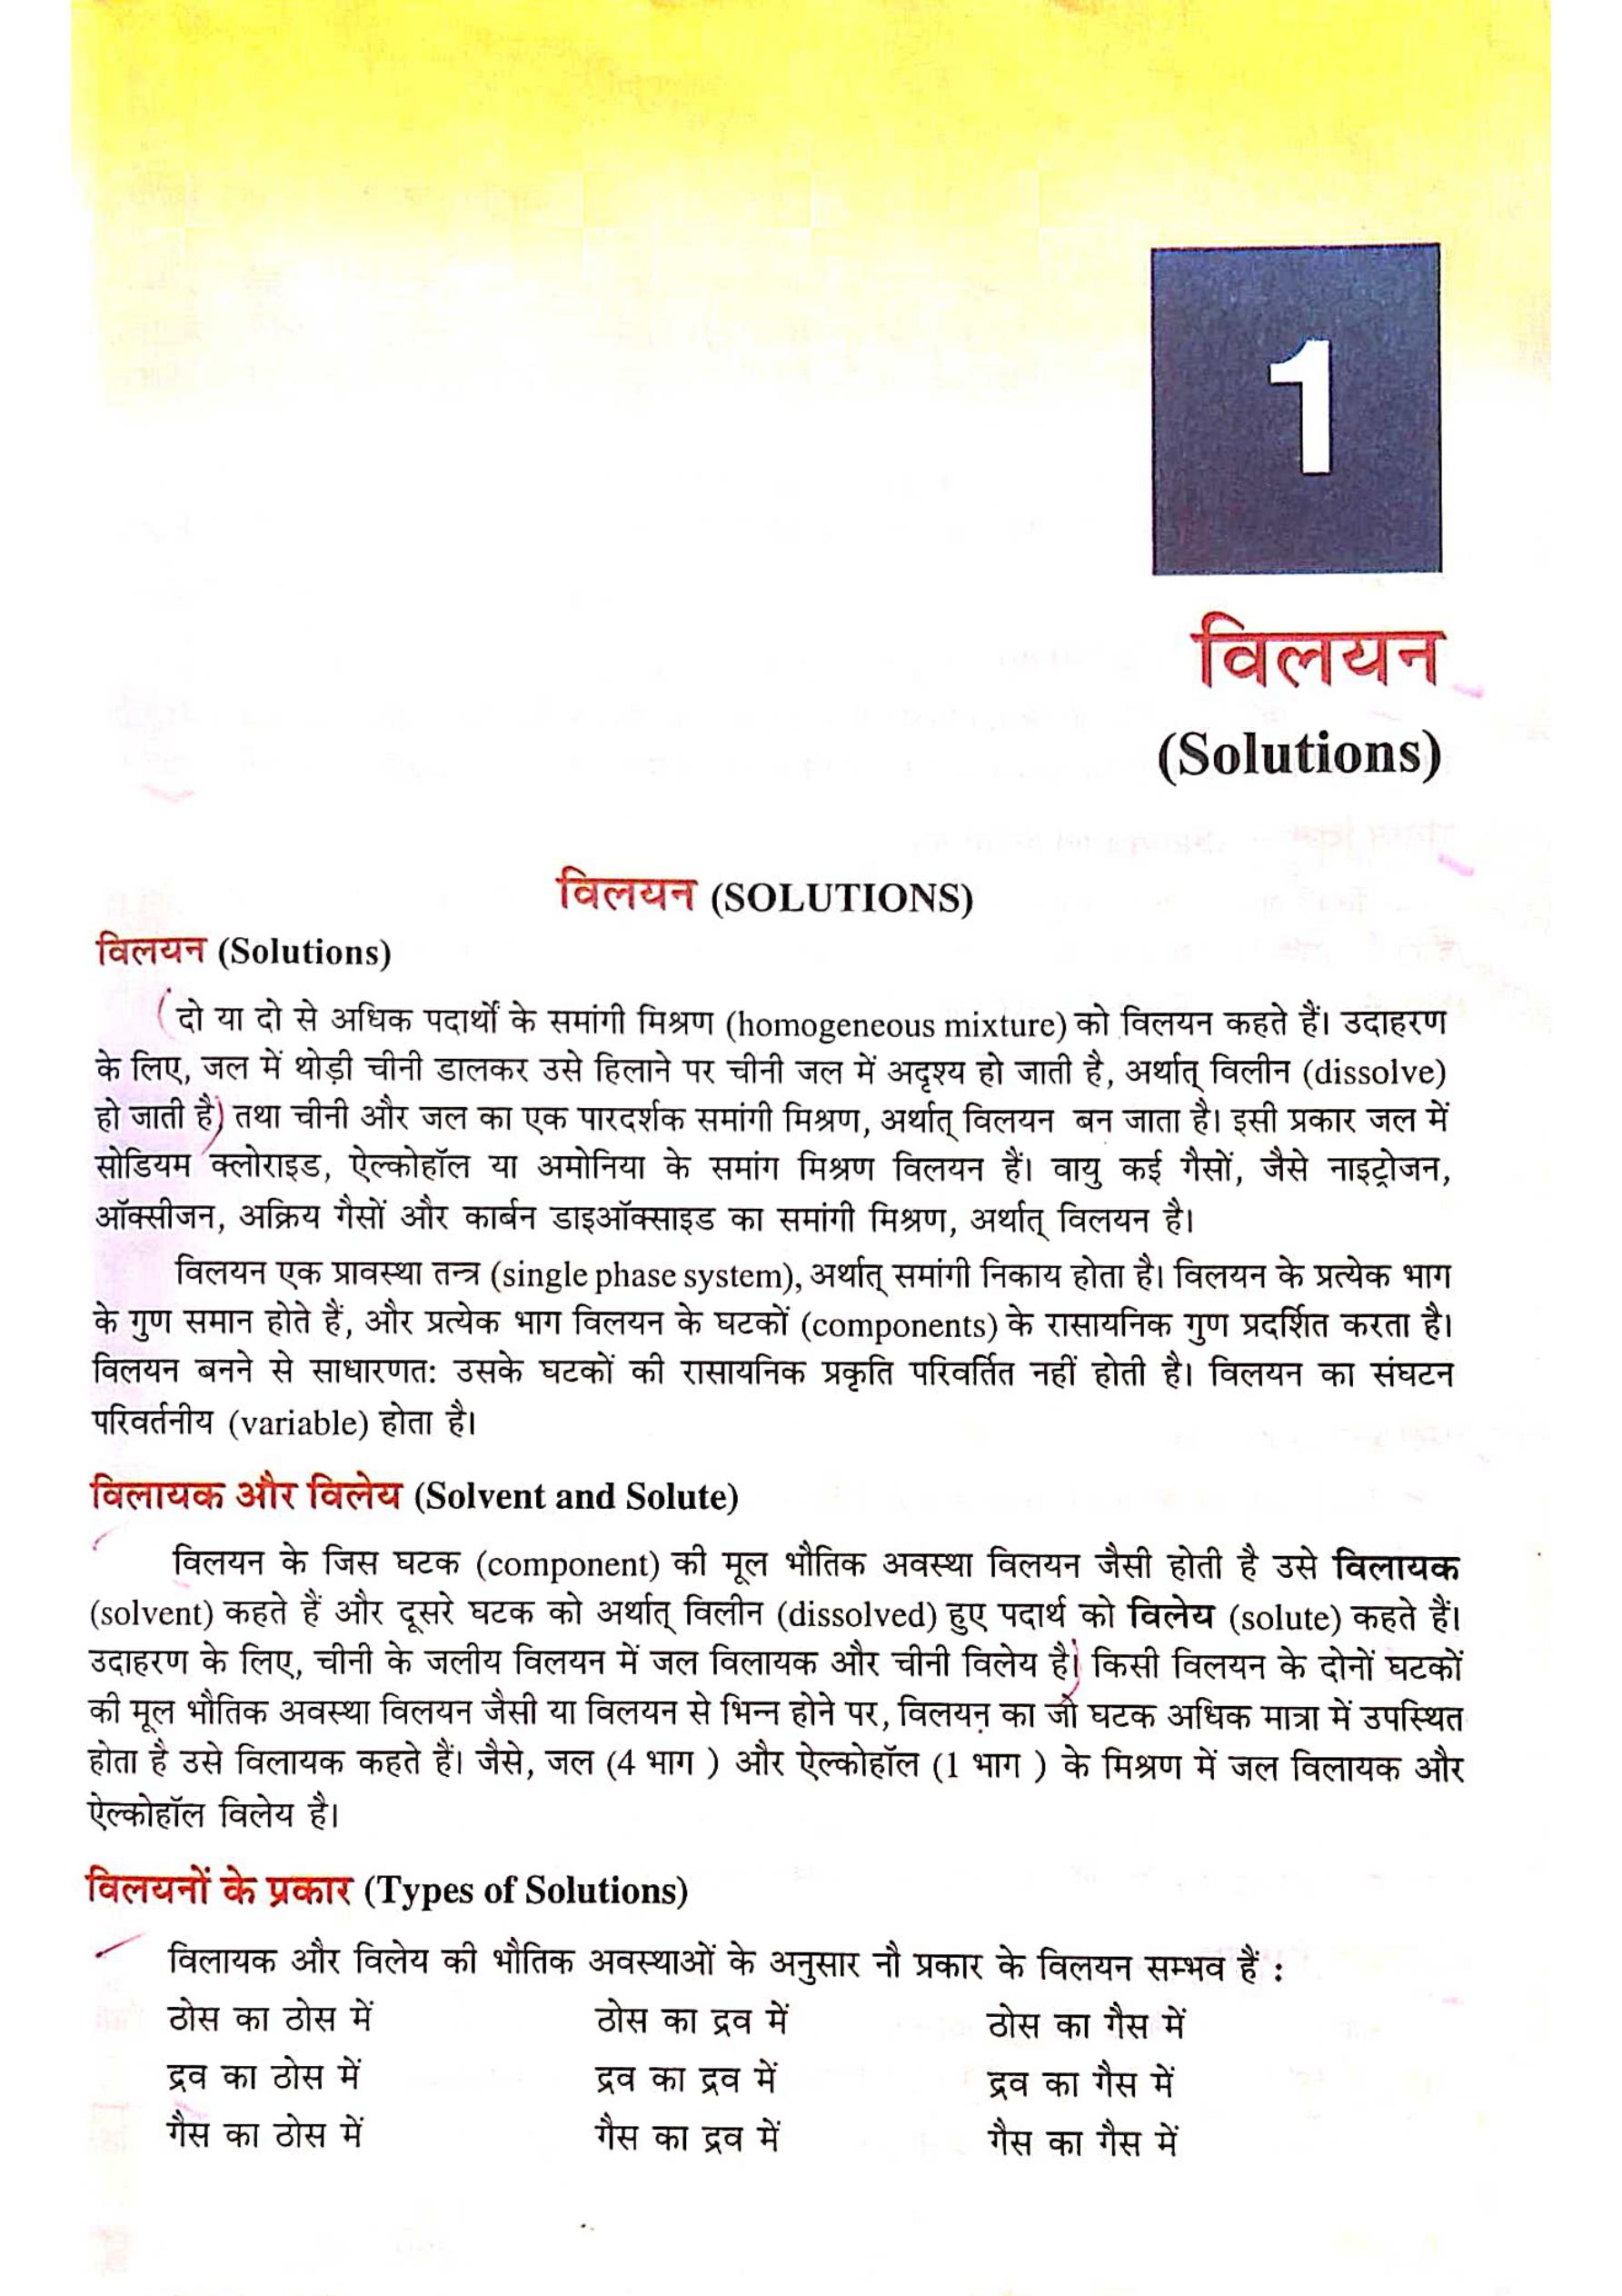 1
विलयन
(Solutions)
विलयन (SOLUTIONS)
विलयन (Solutions)
दो या दो से अधिक पदार्थों के समांगी मिश्रण (homogeneous mixture) को विलयन कहते हैं। उदाहरण
के लिए, जल में थोड़ी चीनी डालकर उसे हिलाने पर चीनी जल में अदृश्य हो जाती है, अर्थात् विलीन (dissolve)
हो जाती है) तथा चीनी और जल का एक पारदर्शक समांगी मिश्रण, अर्थात् विलयन बन जाता है। इसी प्रकार जल में
सोडियम क्लोराइड, ऐल्कोहॉल या अमोनिया के समांग मिश्रण विलयन हैं। वायु कई गैसों, जैसे नाइट्रोजन,
ऑक्सीजन, अक्रिय गैसों और कार्बन डाइऑक्साइड का समांगी मिश्रण, अर्थात् विलयन है।
विलयन एक प्रावस्था तन्त्र (single phase system), अर्थात् समांगी निकाय होता है। विलयन के प्रत्येक भाग
के गुण समान होते हैं, और प्रत्येक भाग विलयन के घटकों (components) के रासायनिक गुण प्रदर्शित करता है।
विलयन बनने से साधारणत: उसके घटकों की रासायनिक प्रकृति परिवर्तित नहीं होती है। विलयन का संघटन
परिवर्तनीय (variable) होता है।
विलायक और विलेय (Solvent and Solute)
विलयन के जिस घटक (component) की मूल भौतिक अवस्था विलयन जैसी होती है उसे विलायक
(solvent) कहते हैं और दूसरे घटक को अर्थात् विलीन (dissolved) हुए पदार्थ को विलेय (solute) कहते हैं।
उदाहरण के लिए, चीनी के जलीय विलयन में जल विलायक और चीनी विलेय है। किसी विलयन के दोनों घटकों
की मूल भौतिक अवस्था विलयन जैसी या विलयन से भिन्न होने पर, विलयन का जो घटक अधिक मात्रा में उपस्थित
होता है उसे विलायक कहते हैं। जैसे, जल (4 भाग ) और ऐल्कोहॉल (1 भाग ) के मिश्रण में जल विलायक और
ऐल्कोहॉल विलेय है।
विलयनों के प्रकार (Types of Solutions)
विलायक और विलेय की भौतिक अवस्थाओं के अनुसार नौ प्रकार के विलयन सम्भव हैं :
ठोस का ठोस में ठोस का द्रव में ठोस का गैस में
द्रव का ठोस में द्रव का द्रव में द्रव का गैस में
गैस का ठोस में गैस का द्रव में गैस का गैस में